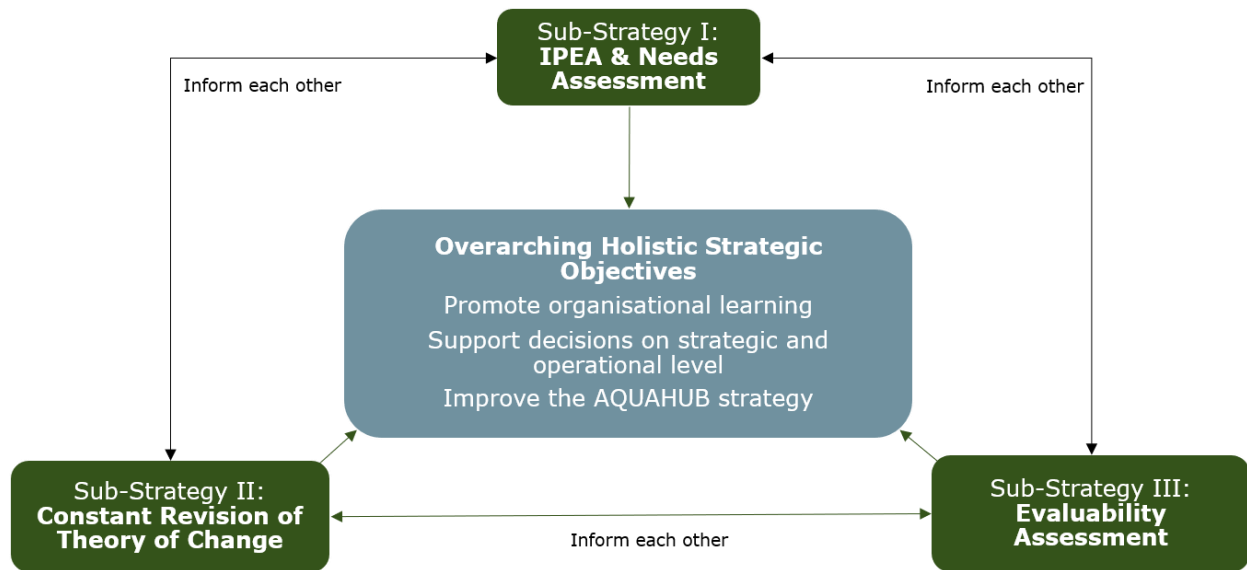 Sub-Strategy I:
IPEA & Needs
Assessment
Inform each other
Inform each other
Overarching Holistic Strategic
Objectives
Promote organisational learning
Support decisions on strategic and
operational level
Improve the AQUAHUB strategy
Sub-Strategy II:
Constant Revision of
Theory of Change
Inform each other
Sub-Strategy III:
Evaluability
Assessment